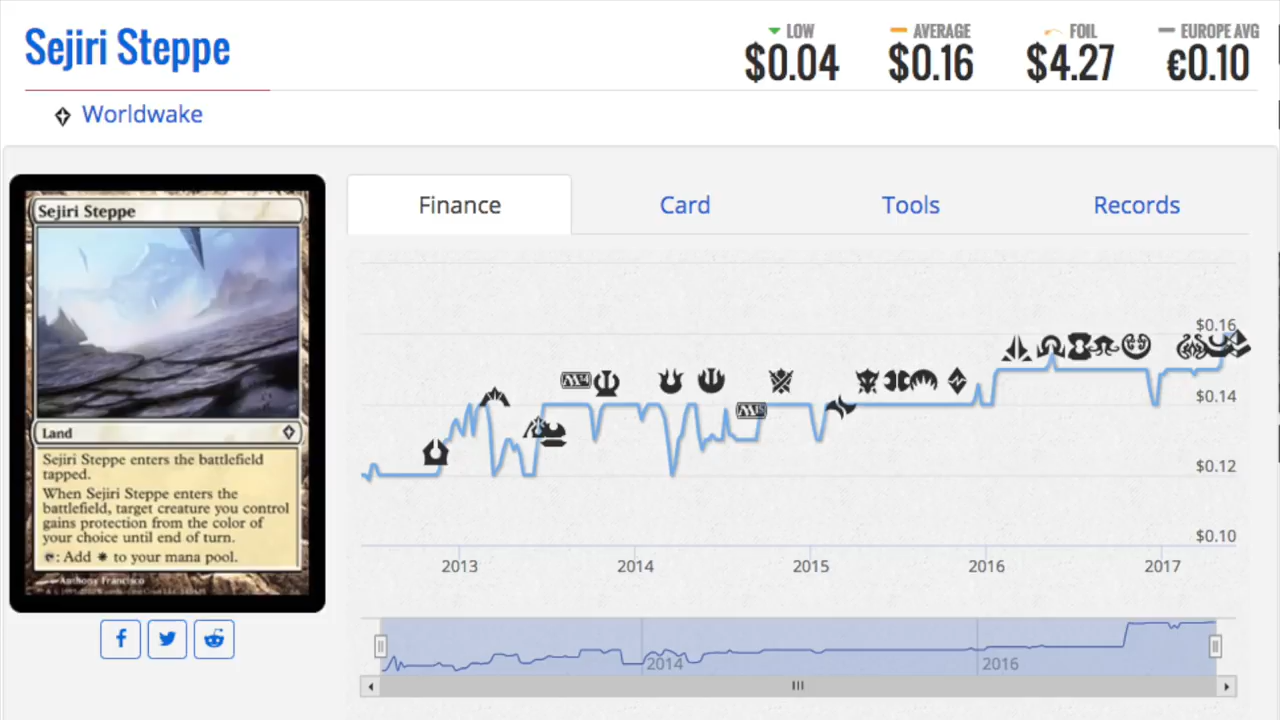 Sejiri Steppe
LOW
$0.04
AVERAGE
$0.16
FOIL
$4.27
EUROPE AVG
€0.10
Worldwake
Finance
Card
Tools
Records
Sejiri Steppe
Land
Sejiri Steppe enters the battlefield
tapped.
When Sejiri Steppe enters the
battlefield, target creature you control
gains protection from the color of
your choice until end of turn.
: Add to your mana pool.
Anthony Francisco
$0.16
$0.14
$0.12
$0.10
2013
2014
2015
2016
2017
2014
2016